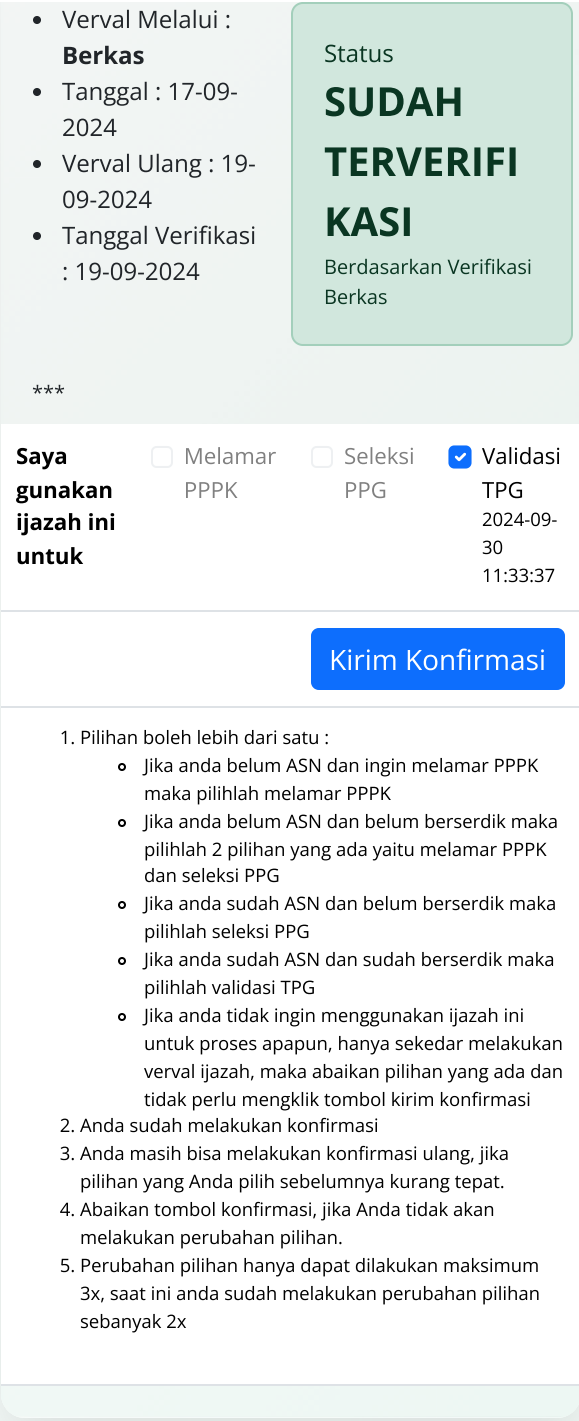 Verval Melalui :
Berkas
Tanggal : 17-09-
2024
Verval Ulang : 19-
09-2024
Tanggal Verifikasi
: 19-09-2024
Status
SUDAH
TERVERIFI
KASI
Berdasarkan Verifikasi
Berkas
***
Saya
gunakan
ijazah ini
untuk
Melamar
PPPK
Seleksi
PPG
Validasi
TPG
2024-09-
30
11:33:37
Kirim Konfirmasi
1. Pilihan boleh lebih dari satu :
Jika anda belum ASN dan ingin melamar PPPK
maka pilihlah melamar PPPK
Jika anda belum ASN dan belum berserdik maka
pilihlah 2 pilihan yang ada yaitu melamar PPPK
dan seleksi PPG
Jika anda sudah ASN dan belum berserdik maka
pilihlah seleksi PPG
Jika anda sudah ASN dan sudah berserdik maka
pilihlah validasi TPG
Jika anda tidak ingin menggunakan ijazah ini
untuk proses apapun, hanya sekedar melakukan
verval ijazah, maka abaikan pilihan yang ada dan
tidak perlu mengklik tombol kirim konfirmasi
2. Anda sudah melakukan konfirmasi
3. Anda masih bisa melakukan konfirmasi ulang, jika
pilihan yang Anda pilih sebelumnya kurang tepat.
4. Abaikan tombol konfirmasi, jika Anda tidak akan
melakukan perubahan pilihan.
5. Perubahan pilihan hanya dapat dilakukan maksimum
3x, saat ini anda sudah melakukan perubahan pilihan
sebanyak 2x